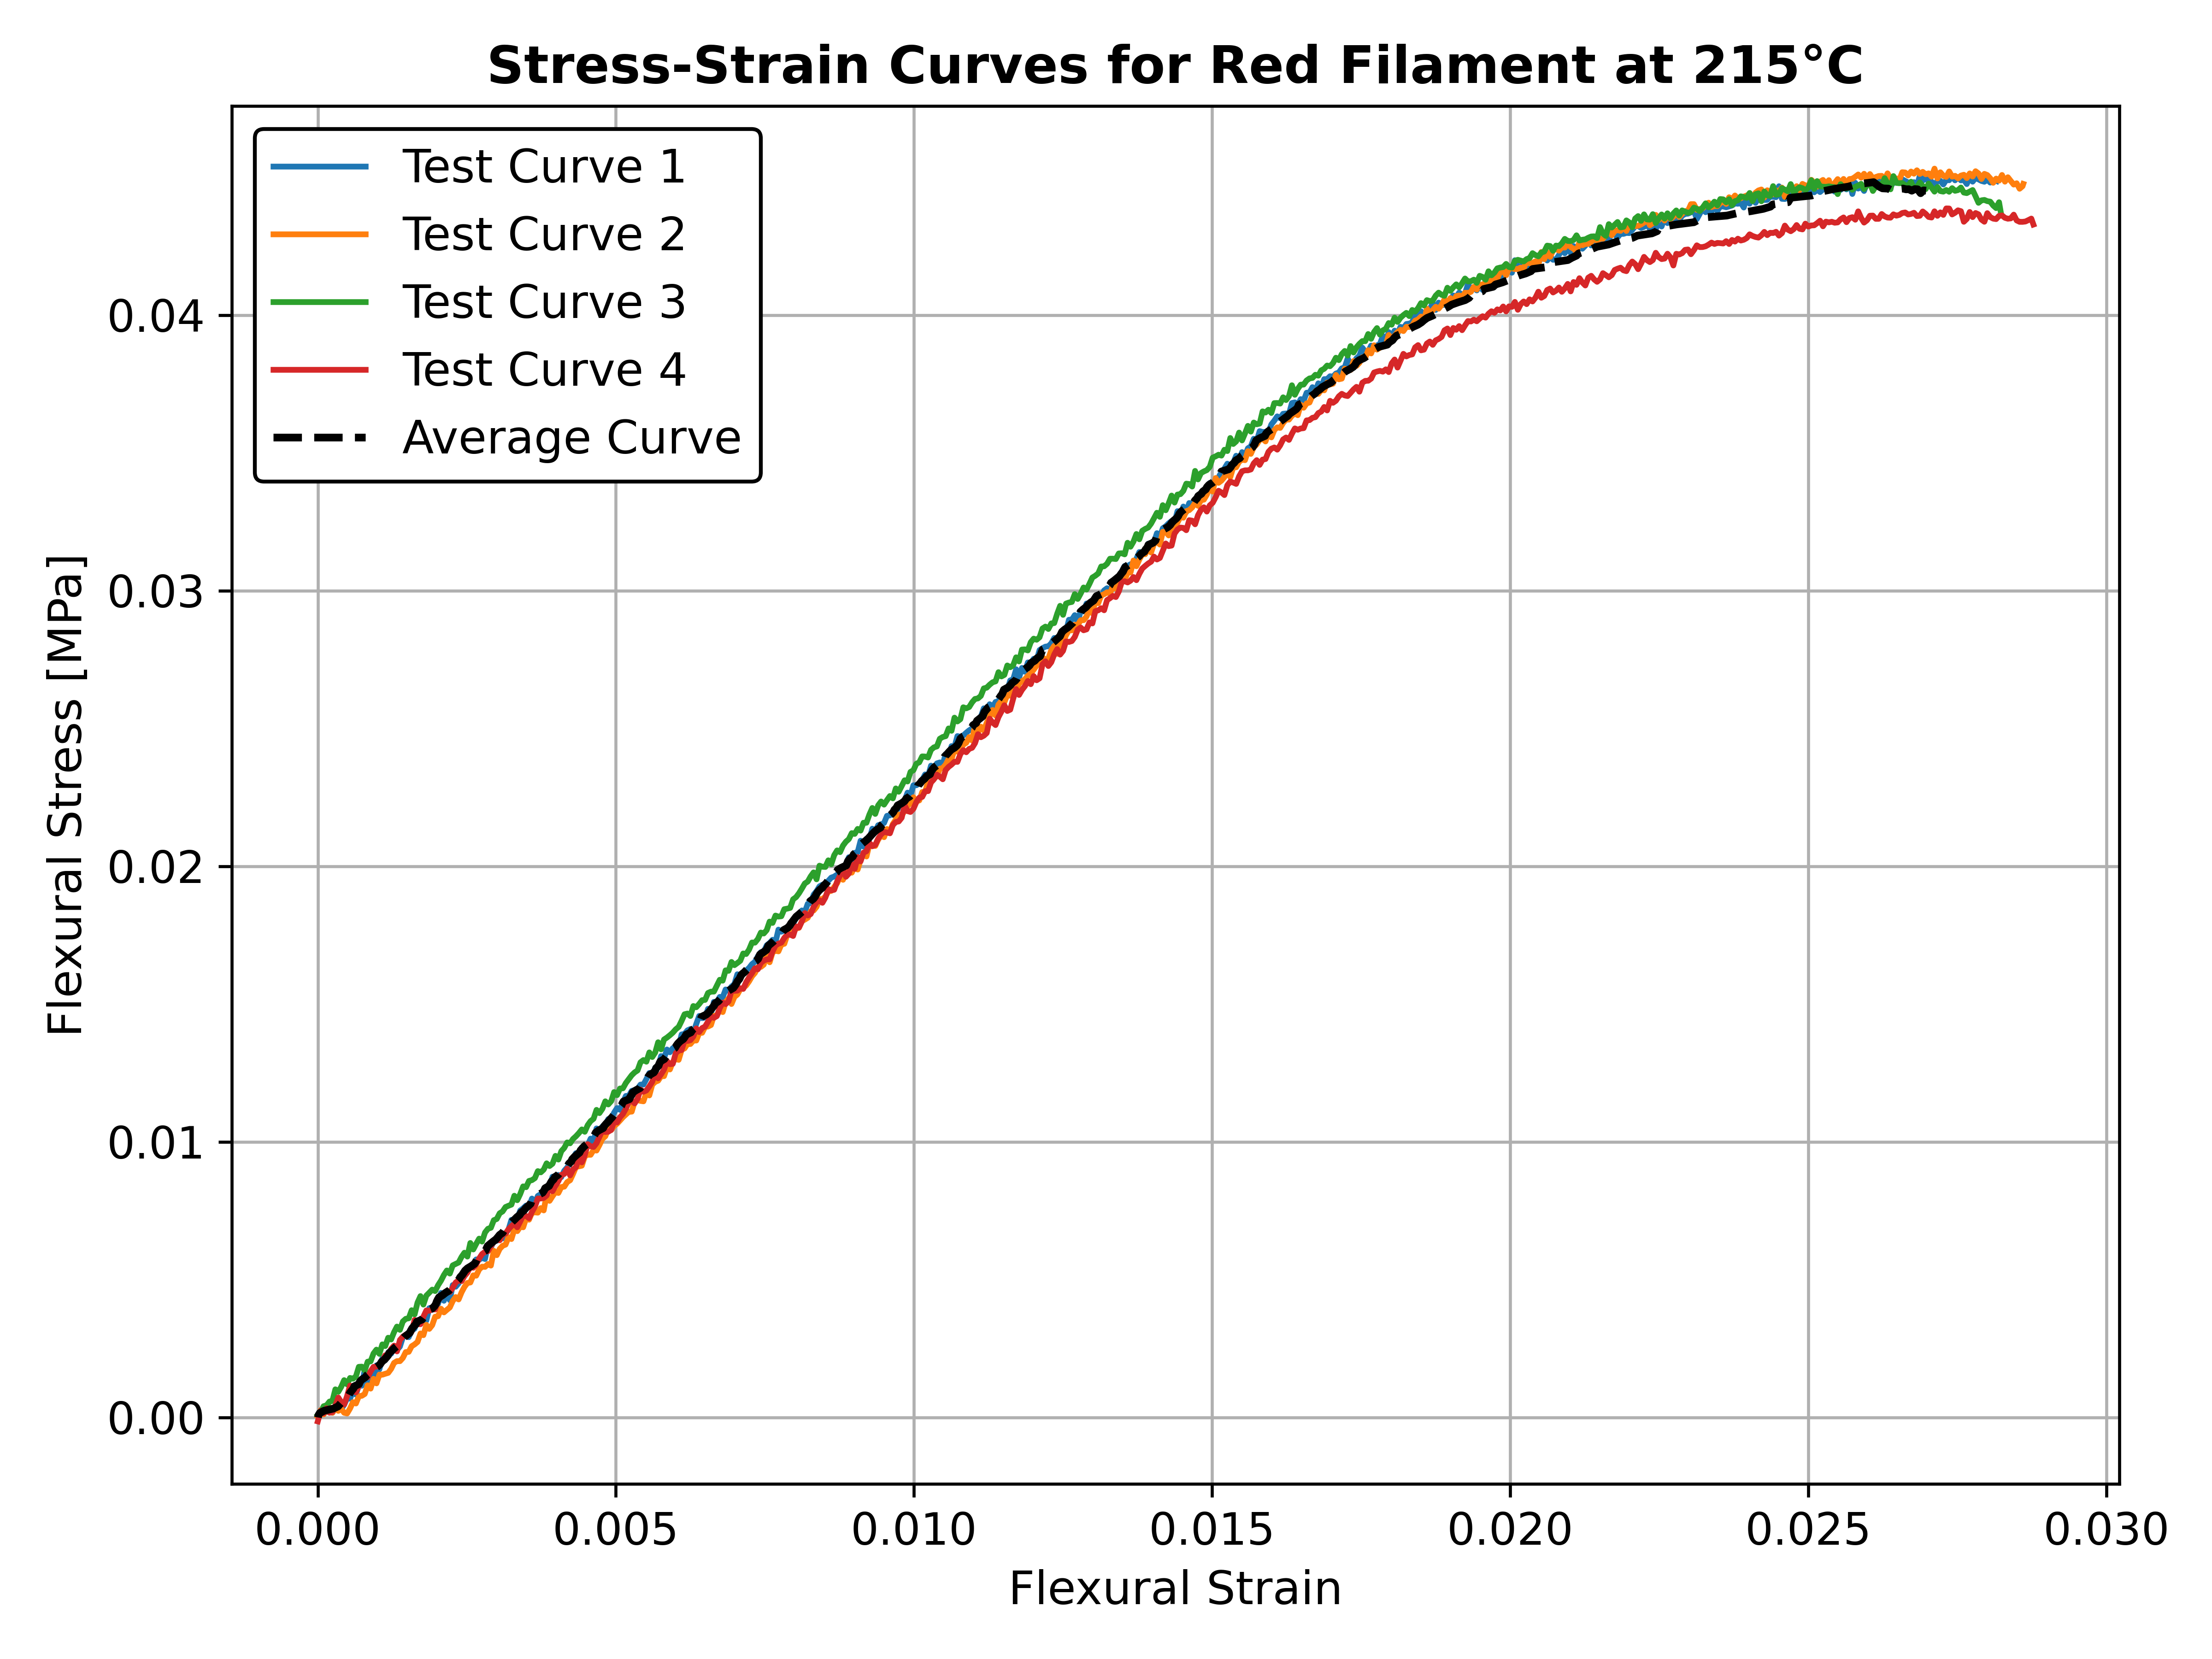 Stress-Strain Curves for Red Filament at 215°C
Test Curve 1
Test Curve 2
Test Curve 3
Test Curve 4
Average Curve
Flexural Stress [MPa]
0.04
0.03
0.02
0.01
0.00
0.000 0.005 0.010 0.015 0.020 0.025 0.030
Flexural Strain